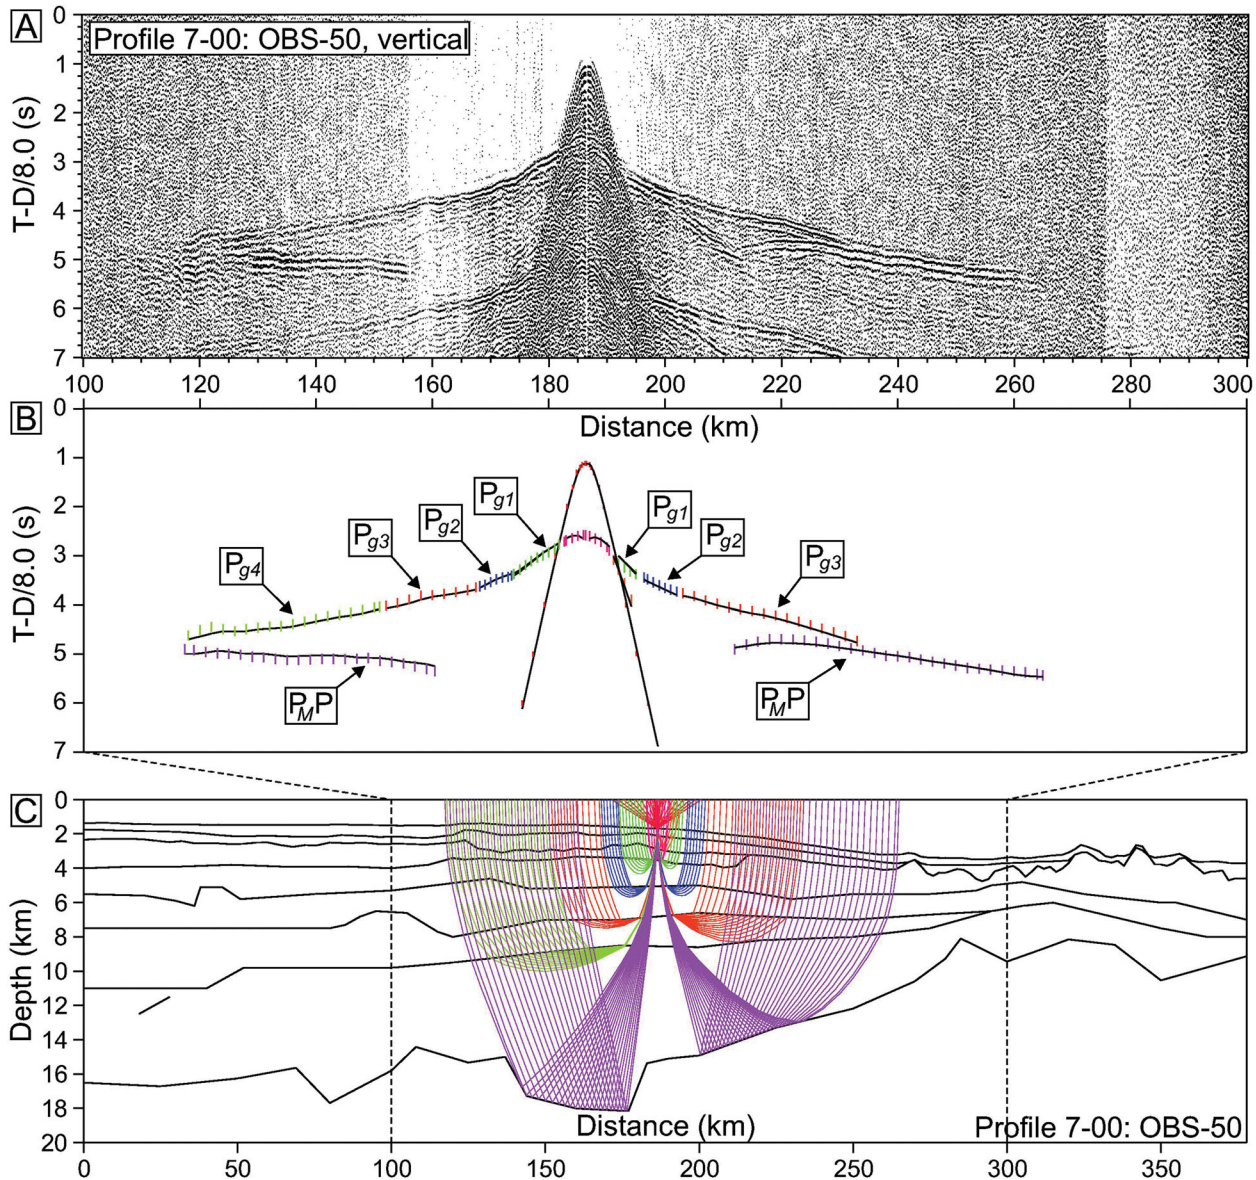 A
Profile 7-00: OBS-50, vertical
T-D/8.0 (s)
0
1
2
3
4
5
6
7
100 120 140 160 180 200 220 240 260 280 300
Distance (km)
B
T-D/8.0 (s)
0
1
2
3
4
5
6
7
Pg1
Pg1
Pg2
Pg2
Pg3
Pg3
Pg4
PMP
PMP
C
Depth (km)
0
2
4
6
8
10
12
14
16
18
20
Distance (km)
Profile 7-00: OBS-50
0 50 100 150 200 250 300 350